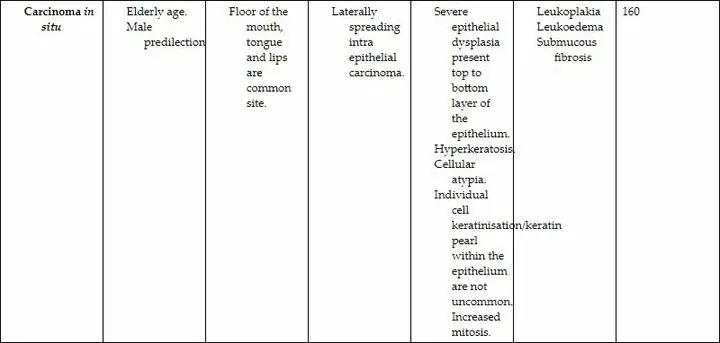 Carcinoma in
situ
Elderly age.
Male
predilection
Floor of the
mouth,
tongue
and lips
are
common
site.
Laterally
spreading
intra
epithelial
carcinoma.
Severe
epithelial
dysplasia
present
top to
bottom
layer of
the
epithelium.
Hyperkeratosis.
Cellular
atypia.
Individual
cell
keratinisation/keratin
pearl
within the
epithelium
are not
uncommon.
Increased
mitosis.
Leukoplakia
Leukoedema
Submucous
fibrosis
160